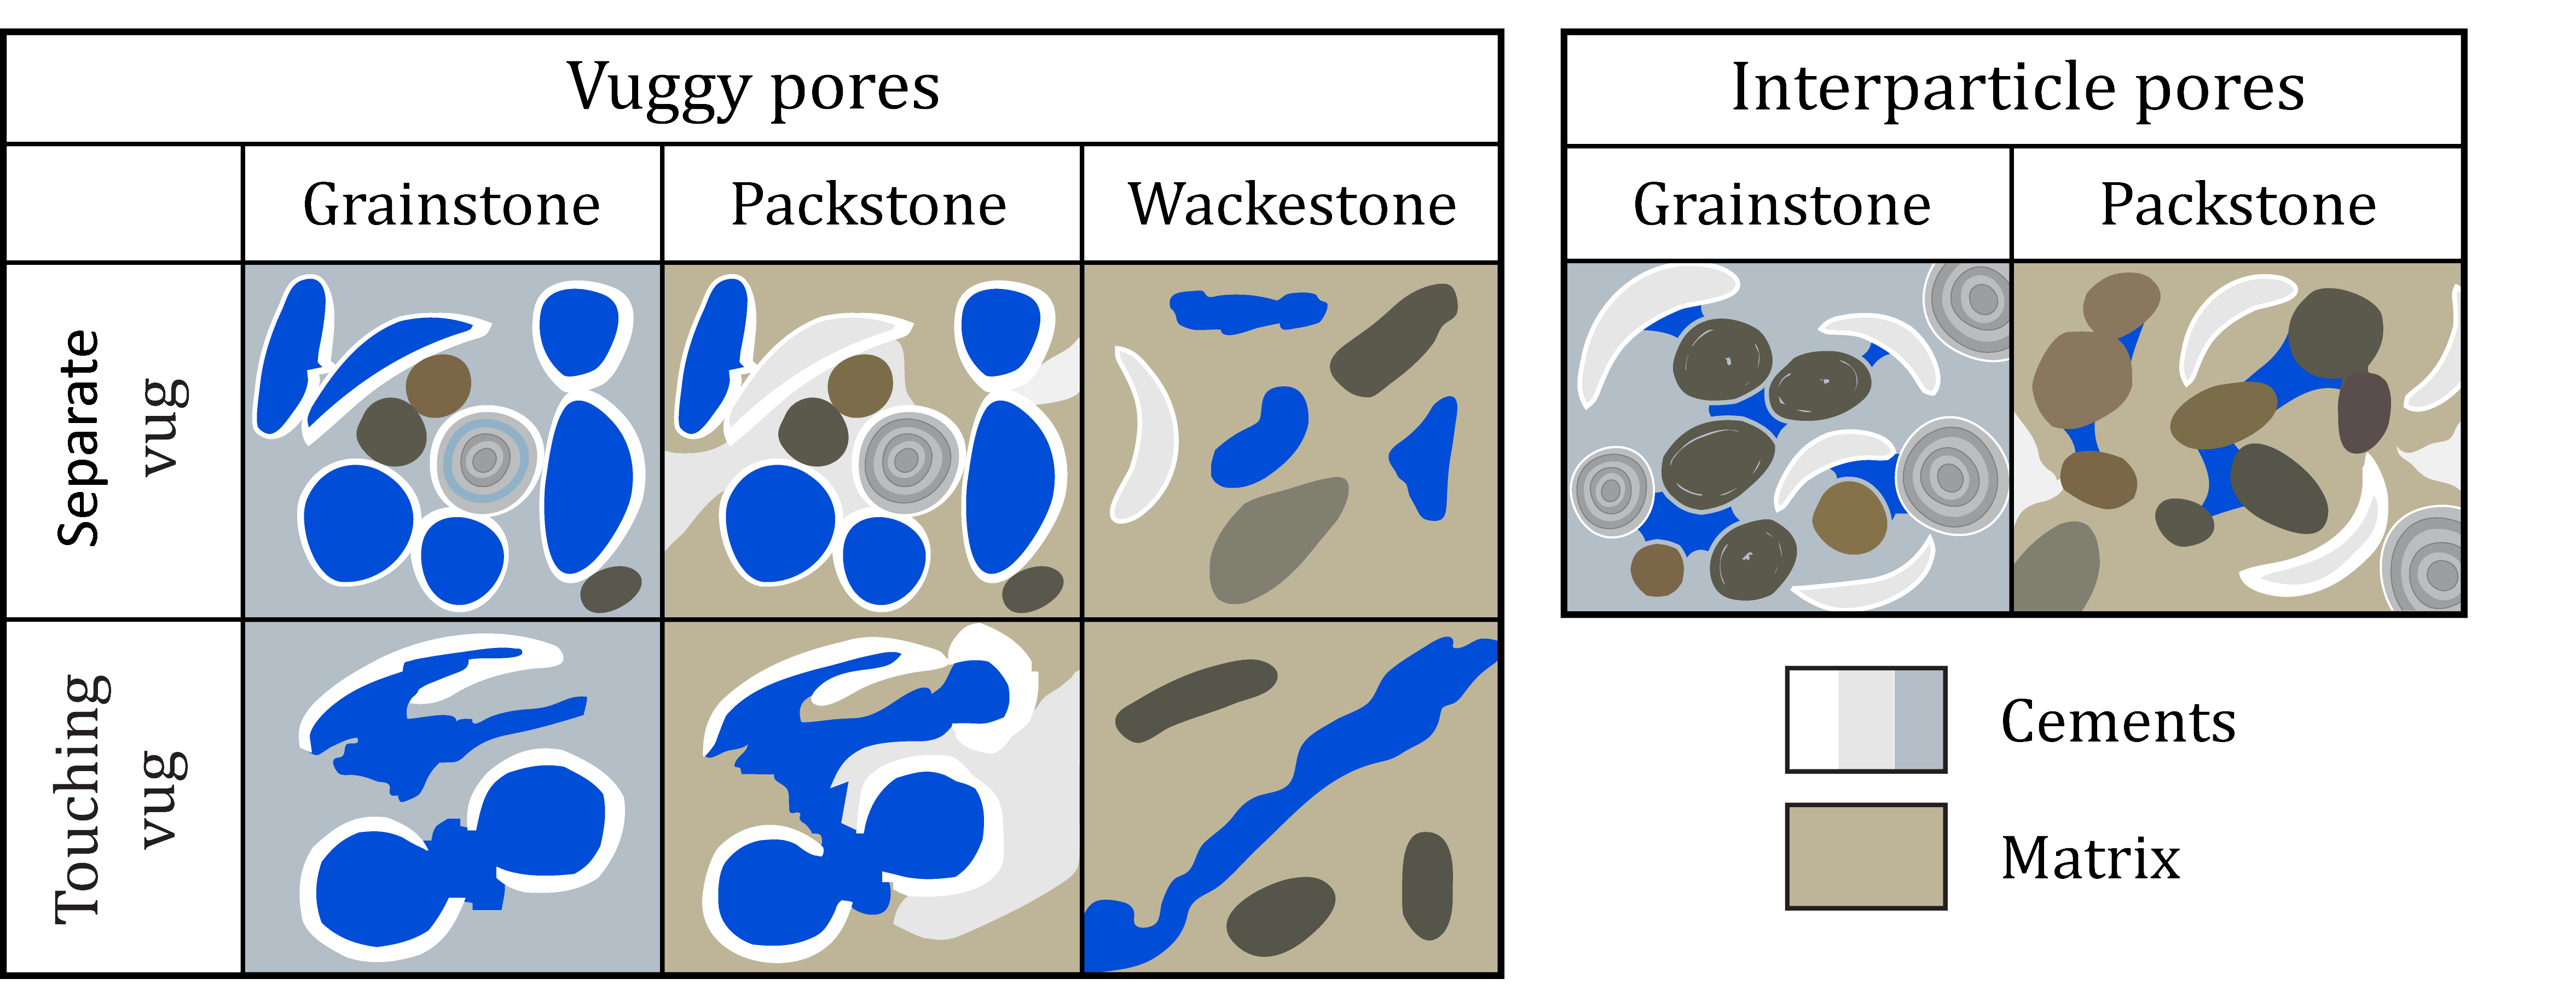 Vuggy pores
Grainstone
Packstone
Wackestone
Separate
vug
Touching
vug
Interparticle pores
Grainstone
Packstone
Cements
Matrix